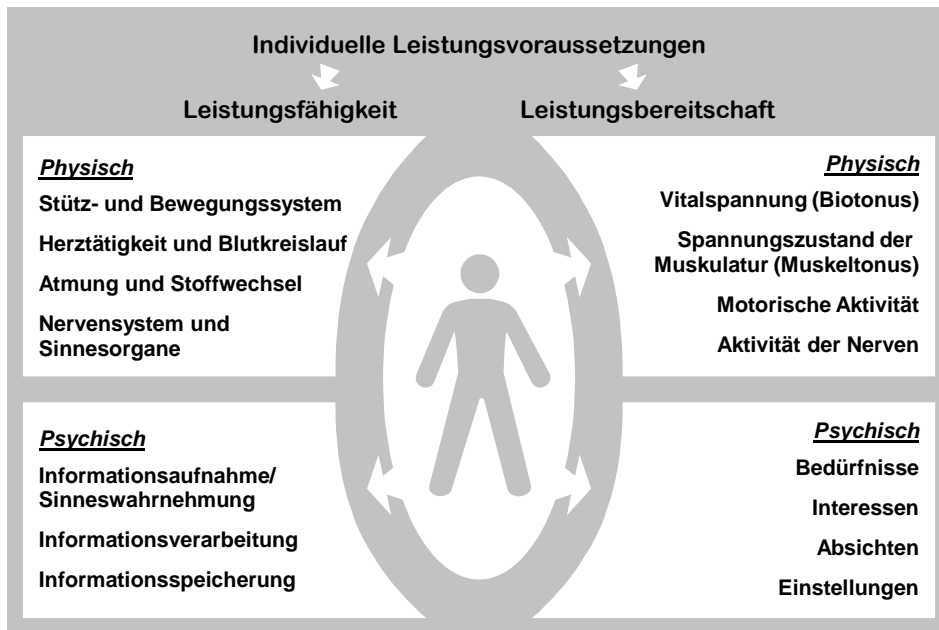 Individuelle Leistungsvoraussetzungen
Leistungsfähigkeit
Leistungsbereitschaft
Physisch
Stütz- und Bewegungssystem
Herztätigkeit und Blutkreislauf
Atmung und Stoffwechsel
Nervensystem und
Sinnesorgane
Physisch
Vitalspannung (Biotonus)
Spannungszustand der
Muskulatur (Muskeltonus)
Motorische Aktivität
Aktivität der Nerven
Psychisch
Informationsaufnahme/
Sinneswahrnehmung
Informationsverarbeitung
Informationsspeicherung
Psychisch
Bedürfnisse
Interessen
Absichten
Einstellungen